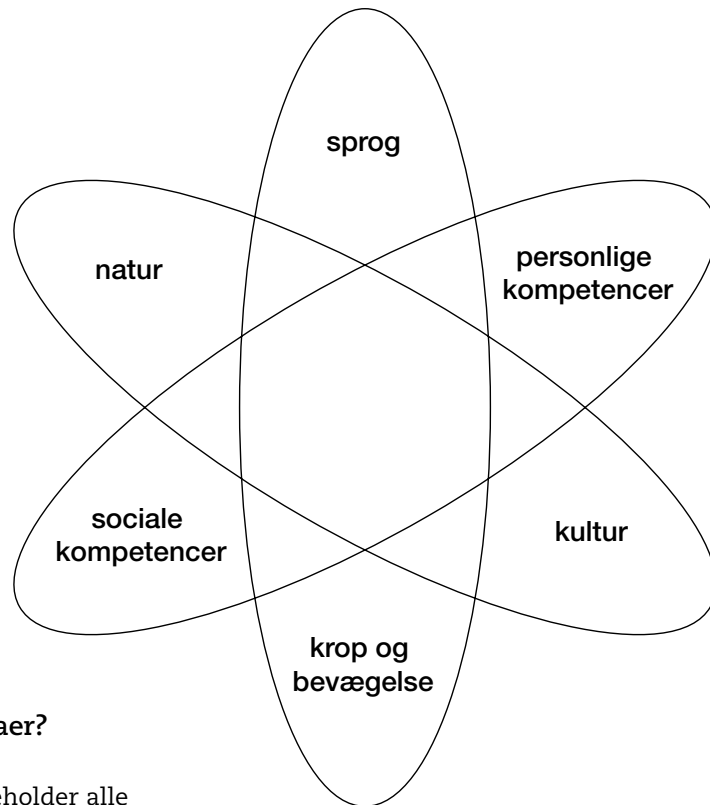 sprog
natur
personlige
kompetencer
sociale
kompetencer
kultur
krop og
bevægelse